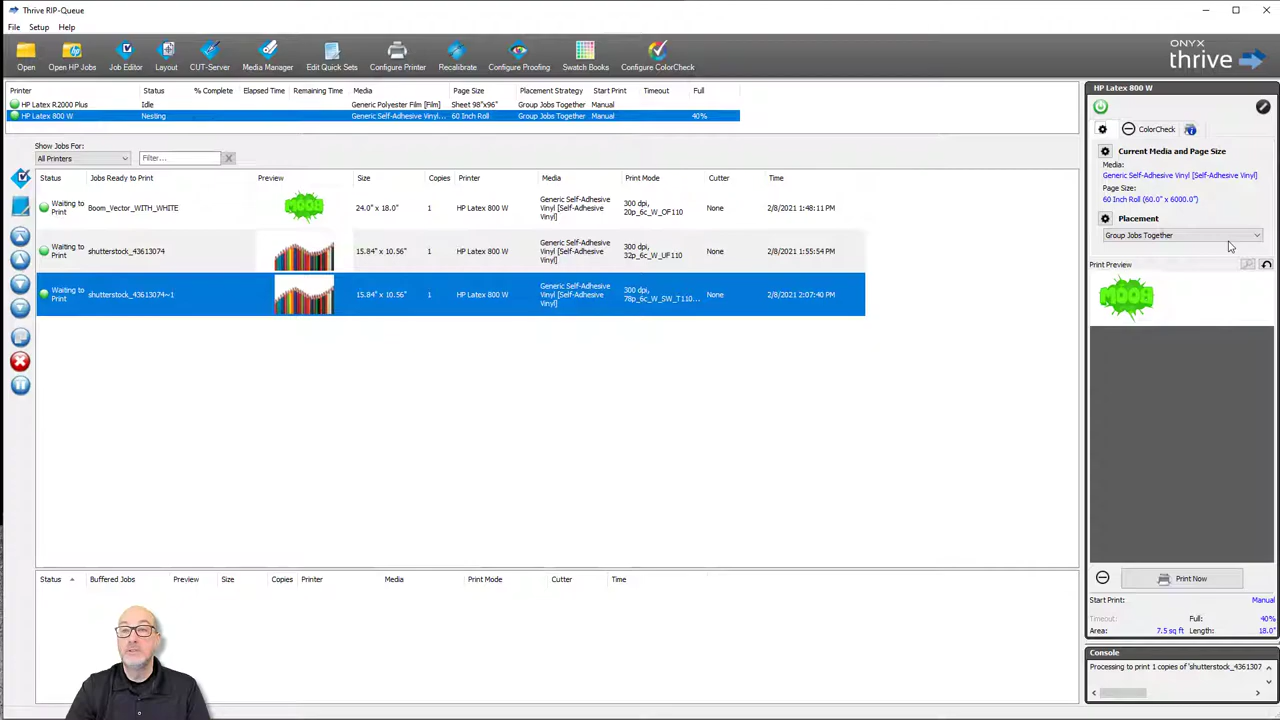 Thrive RIP-Queue
File Setup Help
Open Open HP Jobs Job Editor Layout CUT-Server Media Manager Edit Quick Sets Configure Printer Recalibrate Configure Proofing Swatch Books Configure ColorCheck
ONYX
thrive
Printer Status % Complete Elapsed Time Remaining Time Media Page Size Placement Strategy Start Print Timeout Full
HP Latex R2000 Plus Idle Generic Polyester Film [Film] Sheet 98"x96" Group Jobs Together Manual
HP Latex 800 W Nesting Generic Self-Adhesive Vinyl... 60 Inch Roll Group Jobs Together Manual 40%
Show Jobs For:
All Printers Filter...
Status Jobs Ready to Print Preview Size Copies Printer Media Print Mode Cutter Time
Waiting to Print Boom_Vector_WITH_WHITE 24.0" x 18.0" 1 HP Latex 800 W Generic Self-Adhesive Vinyl [Self-Adhesive Vinyl] 300 dpi, 20p_6c_W_OF110 None 2/8/2021 1:48:11 PM
Waiting to Print shutterstock_43613074 15.84" x 10.56" 1 HP Latex 800 W Generic Self-Adhesive Vinyl [Self-Adhesive Vinyl] 300 dpi, 32p_6c_W_UF110 None 2/8/2021 1:55:54 PM
Waiting to Print shutterstock_43613074~1 15.84" x 10.56" 1 HP Latex 800 W Generic Self-Adhesive Vinyl [Self-Adhesive Vinyl] 300 dpi, 78p_6c_W_SW_T110... None 2/8/2021 2:07:40 PM
Status Buffered Jobs Preview Size Copies Printer Media Print Mode Cutter Time
HP Latex 800 W
ColorCheck
Current Media and Page Size
Media:
Generic Self-Adhesive Vinyl [Self-Adhesive Vinyl]
Page Size:
60 Inch Roll (60.0" x 6000.0")
Placement
Group Jobs Together
Print Preview
Print Now
Start Print: Manual
Timeout: Full: 40%
Area: 7.5 sq ft Length: 18.0"
Console
Processing to print 1 copies of 'shutterstock_4361307